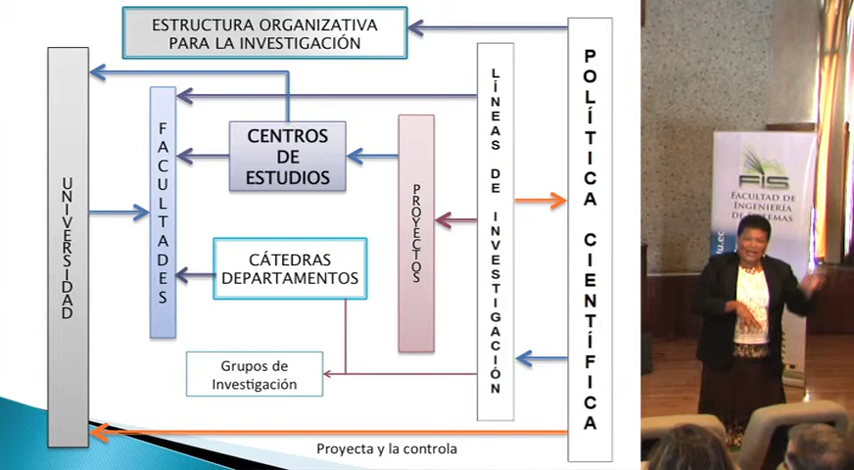 ESTRUCTURA ORGANIZATIVA
PARA LA INVESTIGACIÓN
UNIVERSIDAD
FACULTADES
CENTROS
DE
ESTUDIOS
CÁTEDRAS
DEPARTAMENTOS
Grupos de
Investigación
PROYECTOS
LÍNEAS DE INVESTIGACIÓN
POLÍTICA CIENTÍFICA
Proyecta y la controla
FIS
FACULTAD DE
INGENIERÍA
DE SISTEMAS